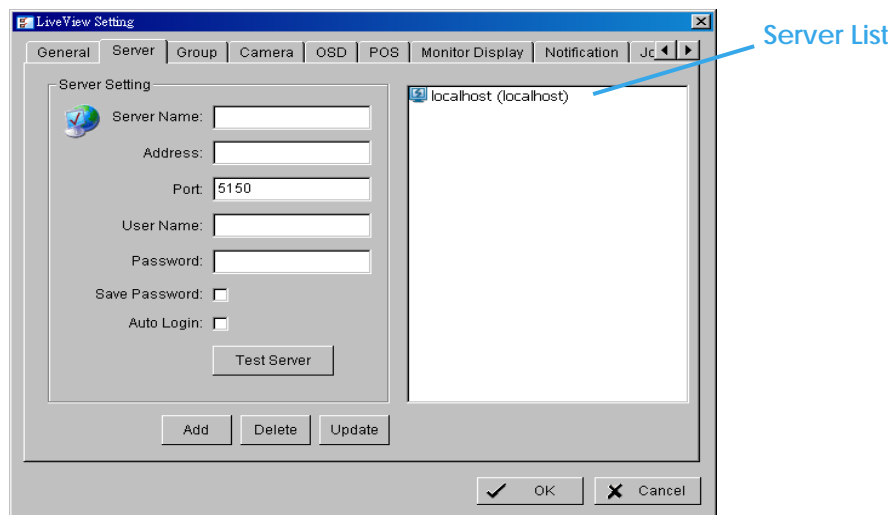 LiveView Setting
Server List
General Server Group Camera OSD POS Monitor Display Notification
Server Setting
localhost (localhost)
Server Name:
Address:
Port: 5150
User Name:
Password:
Save Password:
Auto Login:
Test Server
Add Delete Update
OK Cancel